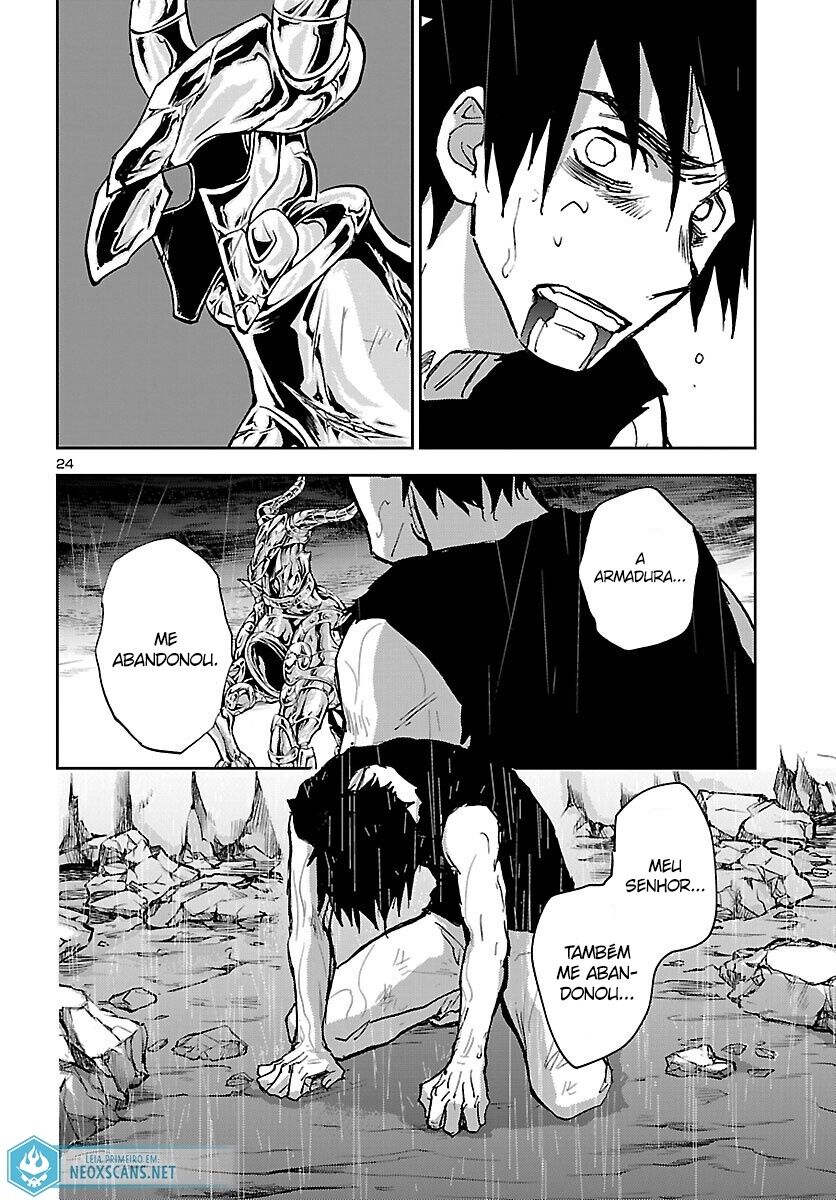 24
A
ARMADURA...
ME
ABANDONOU.
MEU
SENHOR...
TAMBÉM
ME ABAN-
DONOU...
LEIA PRIMEIRO EM:
NEOXSCANS.NET